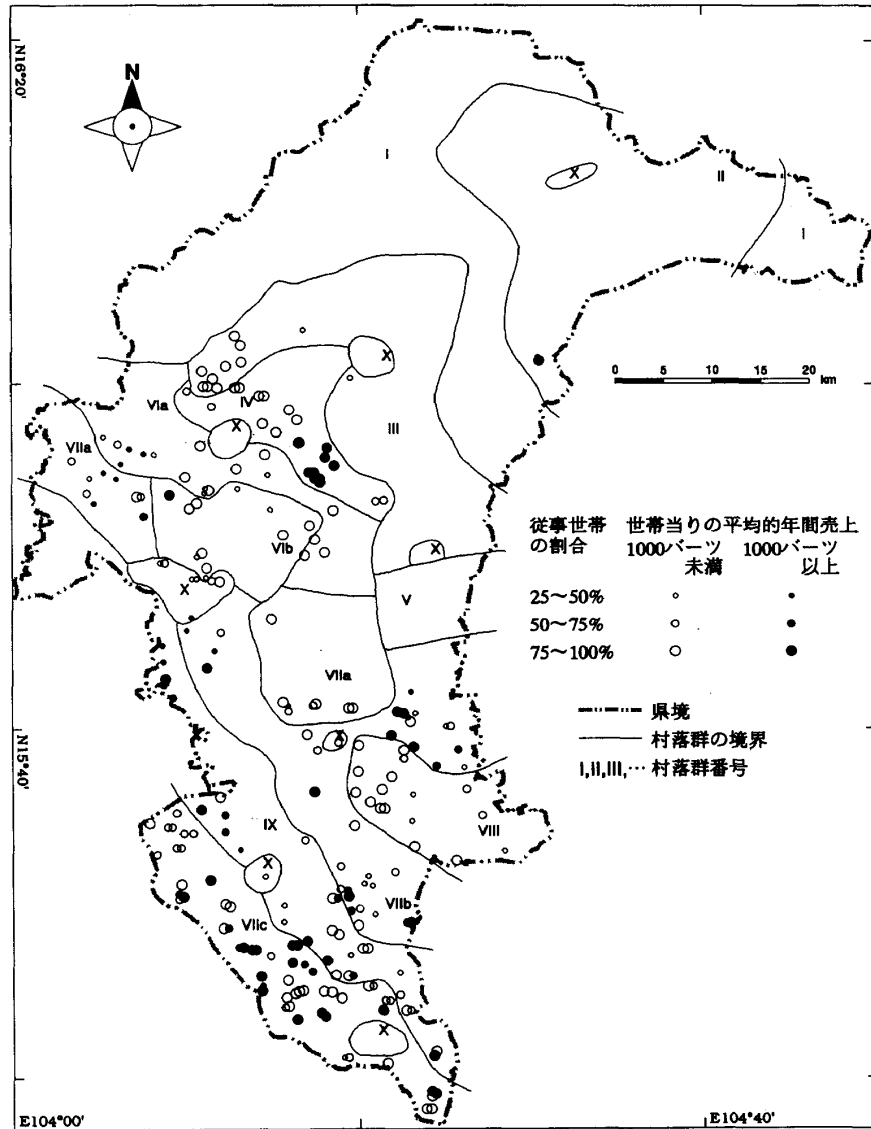 N16°20'
N
I
II
X
I
X
0 5 10 15 20
km
VIa
IV
X
III
VIIa
VIb
X
X
V
VIIa
従事世帯 世帯当りの平均的年間売上
の割合 1000バーツ 1000バーツ
未満 以上
25～50%
50～75%
75～100%
県境
村落群の境界
I,II,III,… 村落群番号
N15°40'
X
X
IX
VIII
X
VIIb
VIIc
X
E104°00'
E104°40'